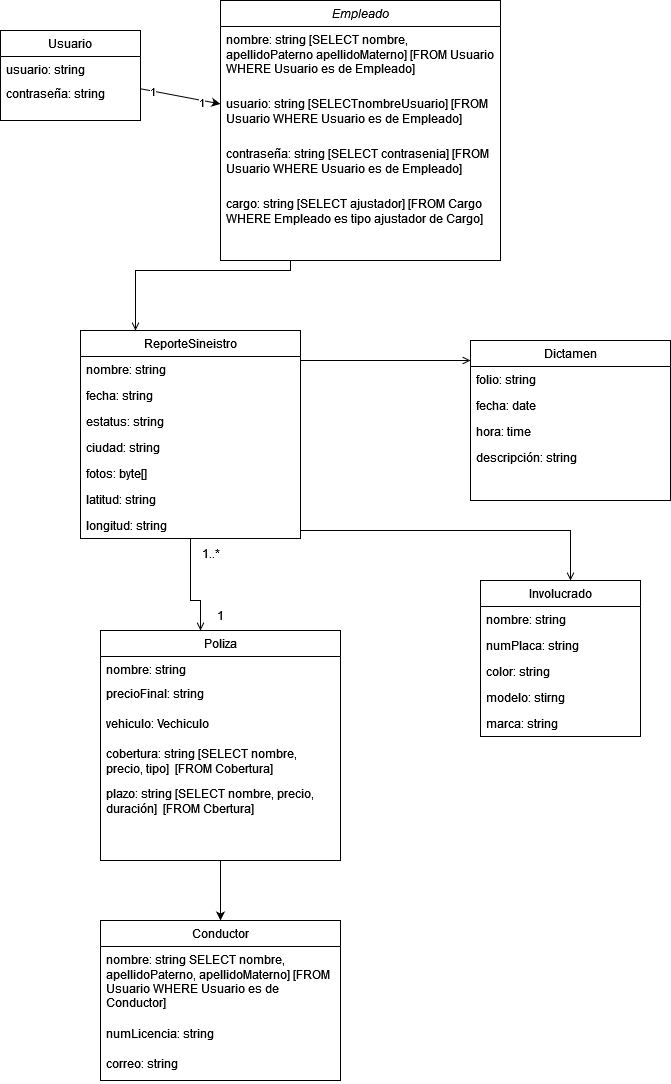 Usuario
usuario: string
contraseña: string
1
1
Empleado
nombre: string [SELECT nombre,
apellidoPaterno apellidoMaterno] [FROM Usuario
WHERE Usuario es de Empleado]
usuario: string [SELECTnombreUsuario] [FROM
Usuario WHERE Usuario es de Empleado]
contraseña: string [SELECT contrasenia] [FROM
Usuario WHERE Usuario es de Empleado]
cargo: string [SELECT ajustador] [FROM Cargo
WHERE Empleado es tipo ajustador de Cargo]
ReporteSineistro
nombre: string
fecha: string
estatus: string
ciudad: string
fotos: byte[]
latitud: string
longitud: string
Dictamen
folio: string
fecha: date
hora: time
descripción: string
1..*
1
Involucrado
nombre: string
numPlaca: string
color: string
modelo: stirng
marca: string
Poliza
nombre: string
precioFinal: string
vehiculo: Vechiculo
cobertura: string [SELECT nombre,
precio, tipo] [FROM Cobertura]
plazo: string [SELECT nombre, precio,
duración] [FROM Cbertura]
Conductor
nombre: string SELECT nombre,
apellidoPaterno, apellidoMaterno] [FROM
Usuario WHERE Usuario es de
Conductor]
numLicencia: string
correo: string